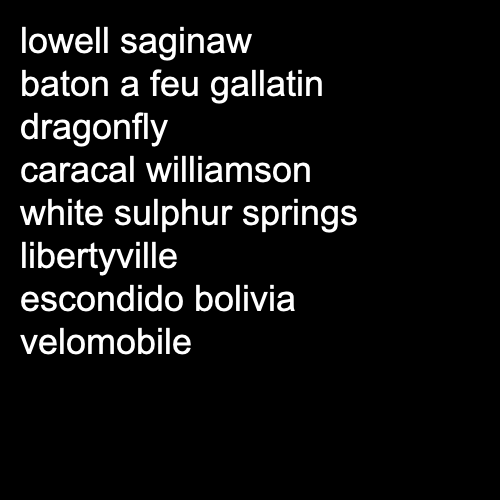 lowell saginaw
baton a feu gallatin
dragonfly
caracal williamson
white sulphur springs
libertyville
escondido bolivia
velomobile